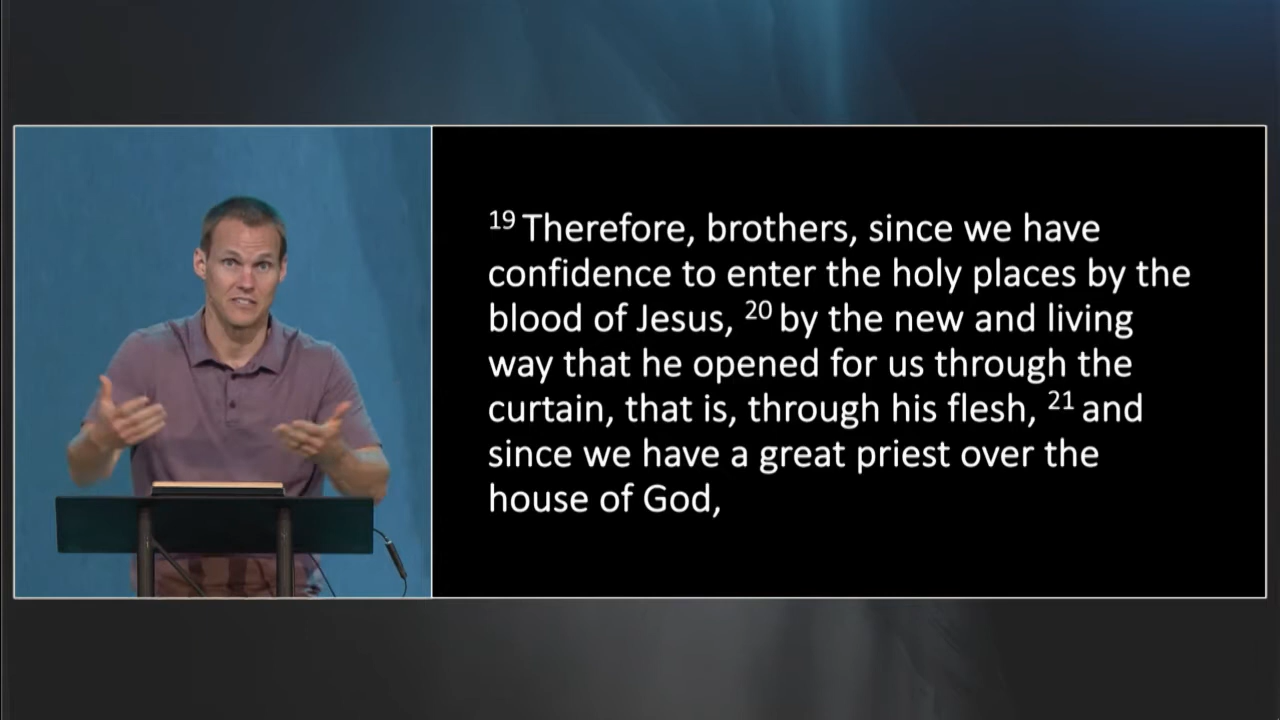 19 Therefore, brothers, since we have
confidence to enter the holy places by the
blood of Jesus, 20 by the new and living
way that he opened for us through the
curtain, that is, through his flesh, 21 and
since we have a great priest over the
house of God,